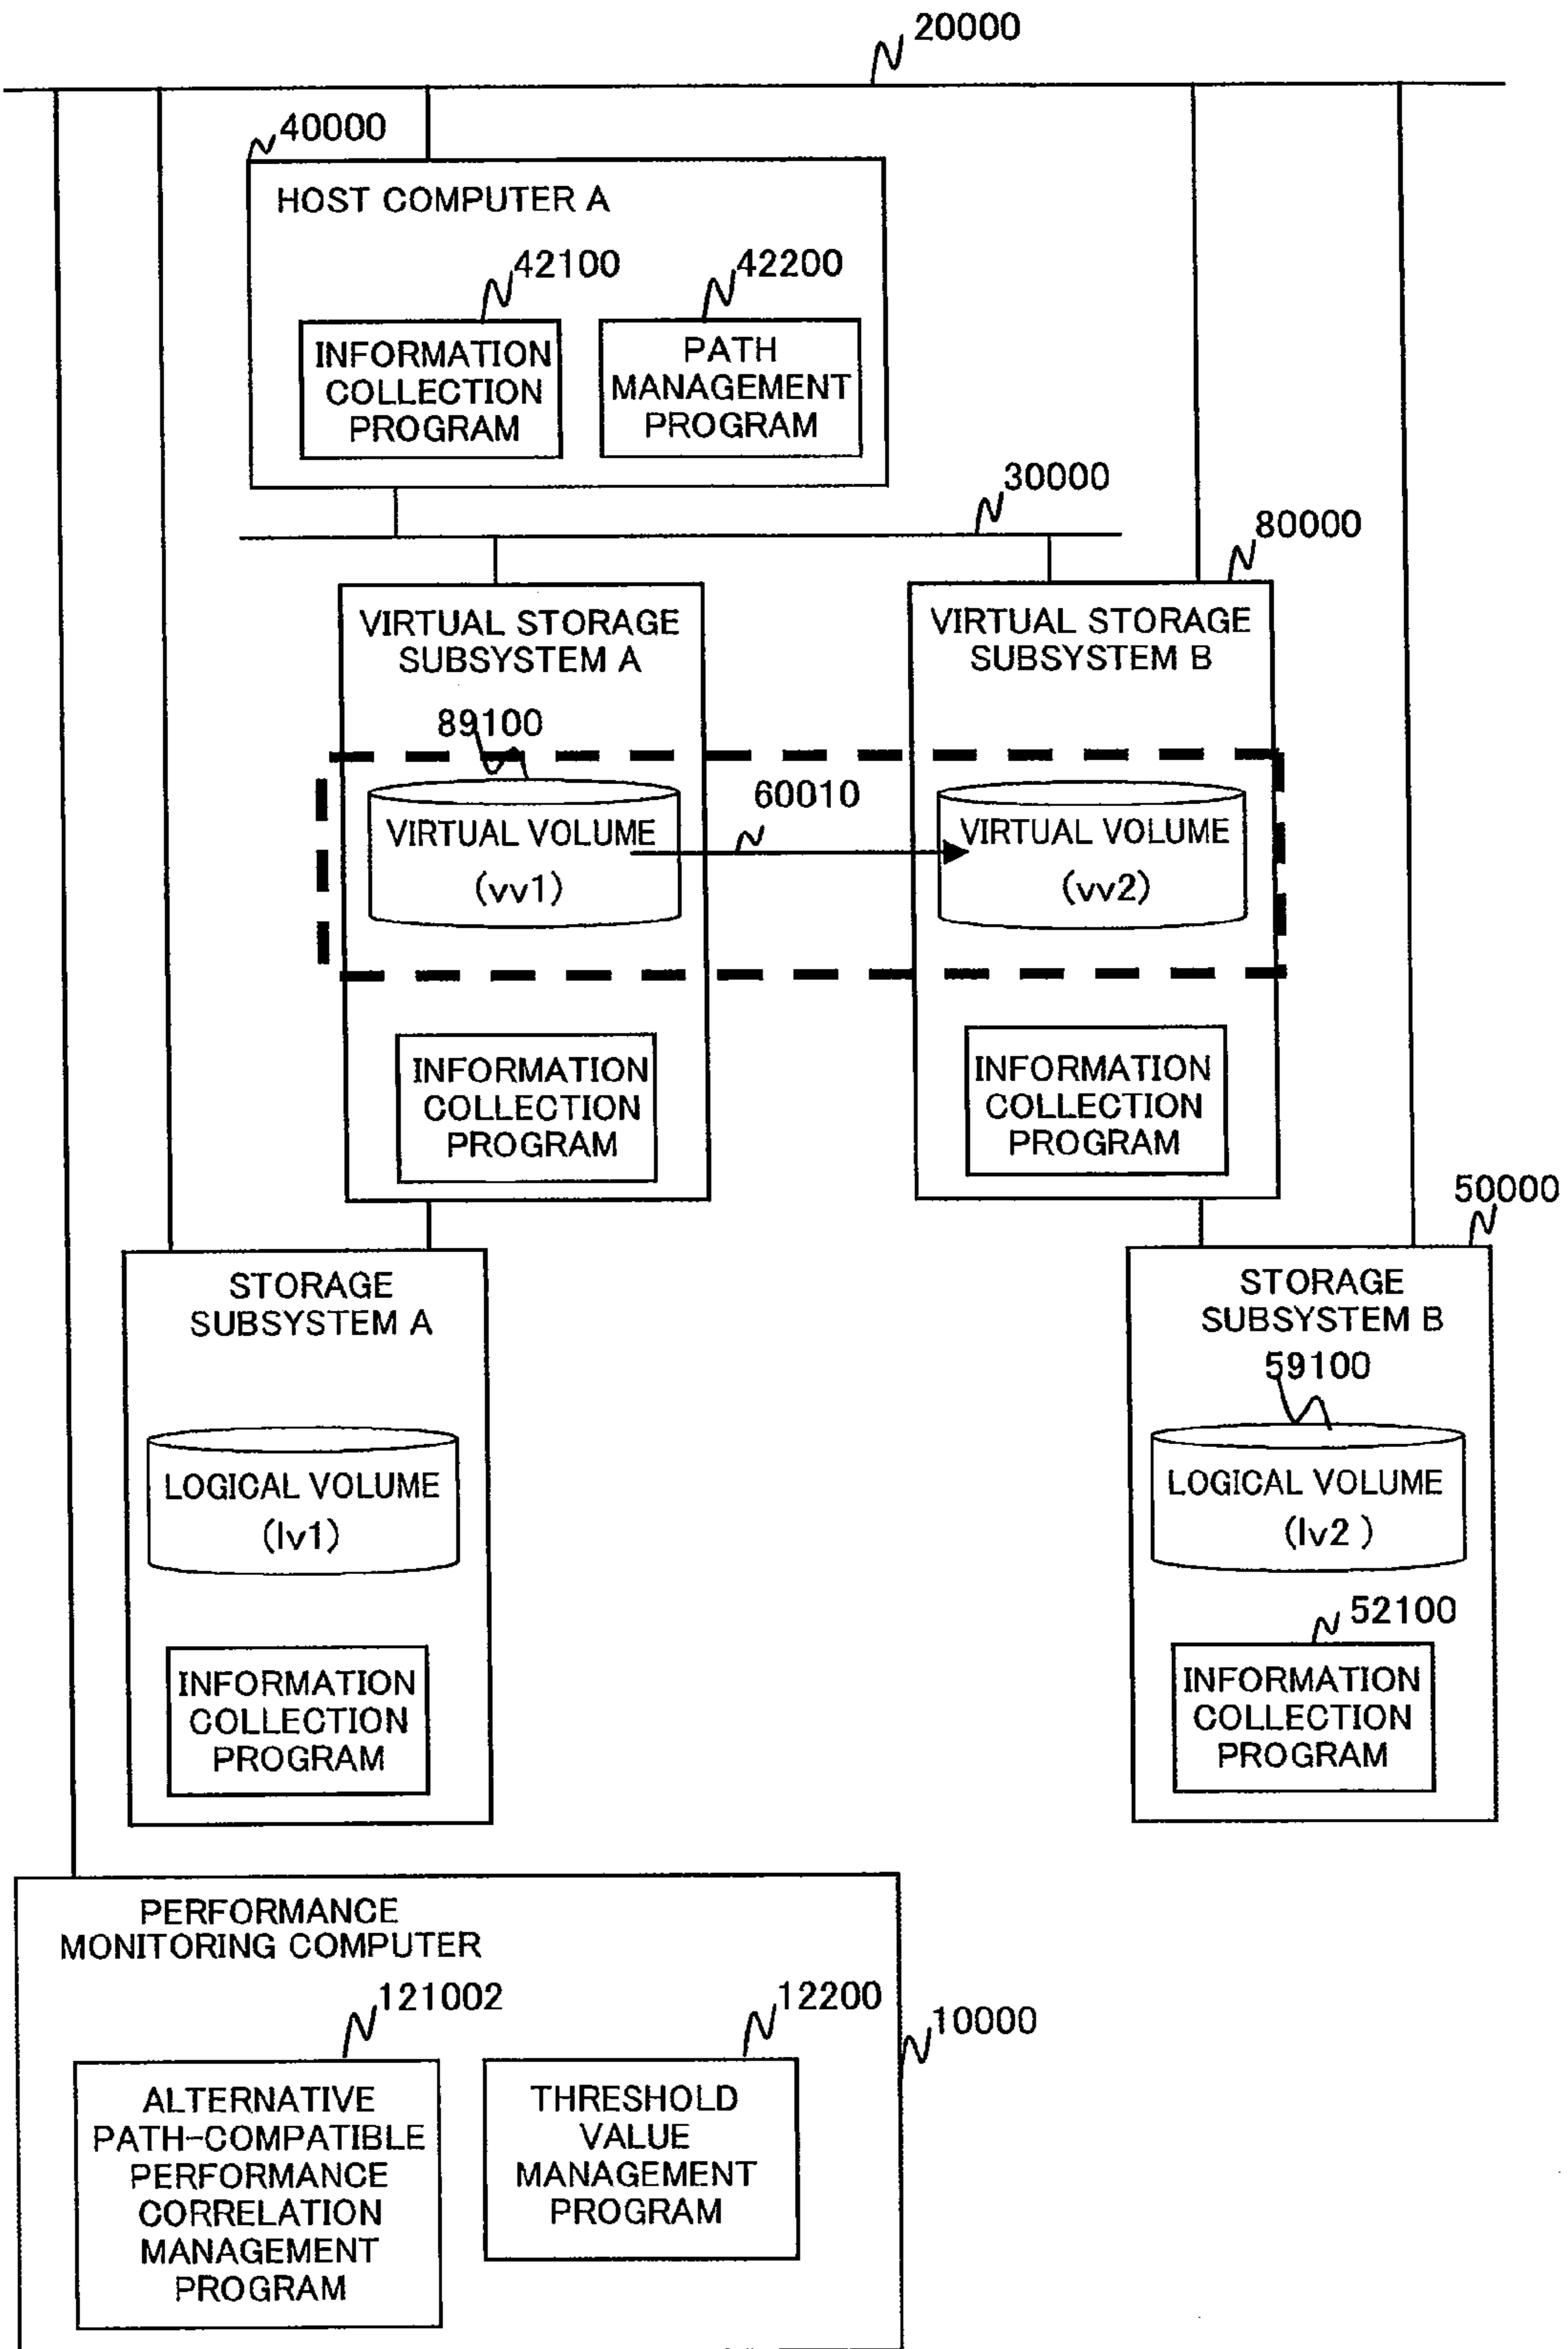 20000
40000
HOST COMPUTER A
42100
42200
INFORMATION
COLLECTION
PROGRAM
PATH
MANAGEMENT
PROGRAM
30000
80000
VIRTUAL STORAGE
SUBSYSTEM A
VIRTUAL STORAGE
SUBSYSTEM B
89100
60010
VIRTUAL VOLUME
(vv1)
VIRTUAL VOLUME
(vv2)
INFORMATION
COLLECTION
PROGRAM
INFORMATION
COLLECTION
PROGRAM
50000
STORAGE
SUBSYSTEM A
STORAGE
SUBSYSTEM B
59100
LOGICAL VOLUME
(lv1)
LOGICAL VOLUME
(lv2 )
52100
INFORMATION
COLLECTION
PROGRAM
INFORMATION
COLLECTION
PROGRAM
PERFORMANCE
MONITORING COMPUTER
121002
12200
10000
ALTERNATIVE
PATH-COMPATIBLE
PERFORMANCE
CORRELATION
MANAGEMENT
PROGRAM
THRESHOLD
VALUE
MANAGEMENT
PROGRAM